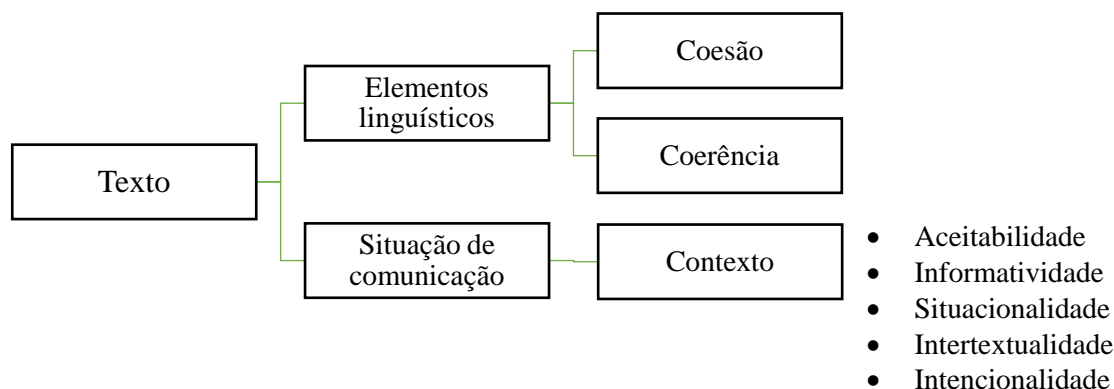 Texto
Elementos
linguísticos
Coesão
Coerência
Situação de
comunicação
Contexto
• Aceitabilidade
• Informatividade
• Situacionalidade
• Intertextualidade
• Intencionalidade